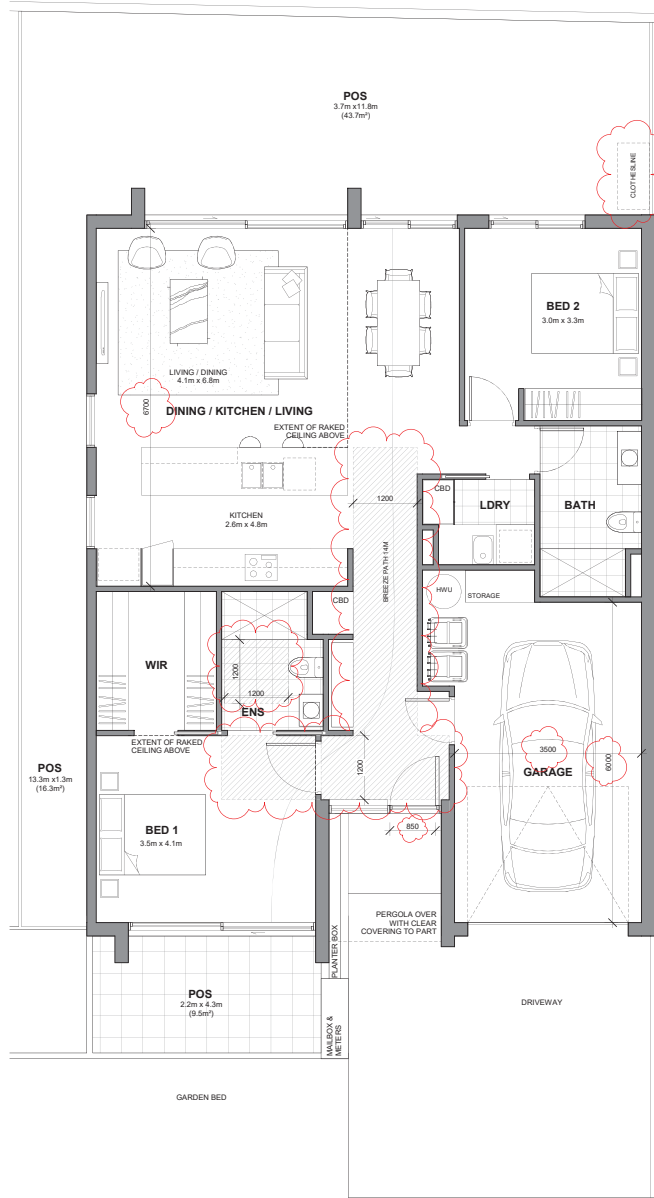 POS
3.7m x11.8m
(43.7m²)
CLOTHESLINE
6700
LIVING / DINING
4.1m x 6.8m
DINING / KITCHEN / LIVING
EXTENT OF RAKED
CEILING ABOVE
BED 2
3.0m x 3.3m
KITCHEN
2.6m x 4.8m
1200
CBD
LDRY
BATH
BREEZE PATH 14M
HWU
STORAGE
CBD
WIR
1200
1200
ENS
EXTENT OF RAKED
CEILING ABOVE
1200
3500
6000
GARAGE
POS
13.3m x1.3m
(16.3m²)
BED 1
3.5m x 4.1m
850
PERGOLA OVER
WITH CLEAR
COVERING TO PART
PLANTER BOX
POS
2.2m x 4.3m
(9.5m²)
MAILBOX &
METERS
DRIVEWAY
GARDEN BED